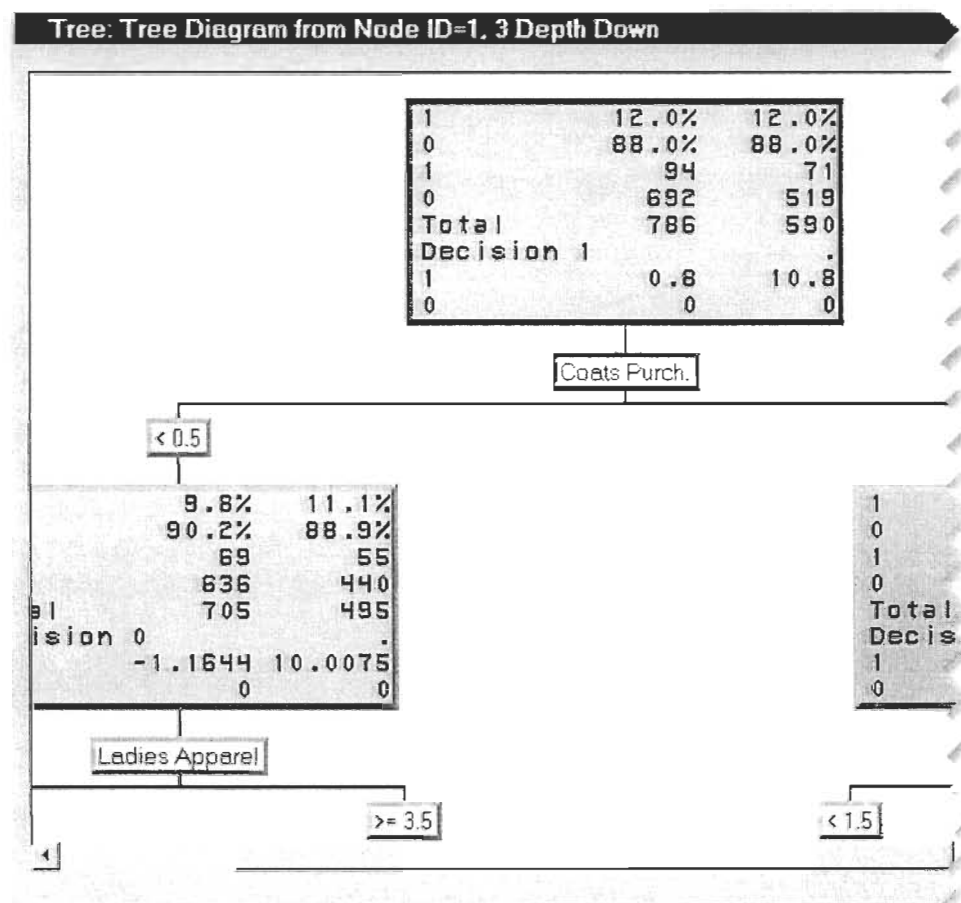 Tree: Tree Diagram from Node ID=1, 3 Depth Down
1 12.0% 12.0%
0 88.0% 88.0%
1 94 71
0 692 519
Total 786 590
Decision 1 .
1 0.8 10.8
0 0 0
Coats Purch.
< 0.5
9.8% 11.1%
90.2% 88.9%
69 55
636 440
al 705 495
ision 0 .
-1.1644 10.0075
0 0
1
0
1
0
Total
Decis
1
0
Ladies Apparel
>= 3.5
< 1.5